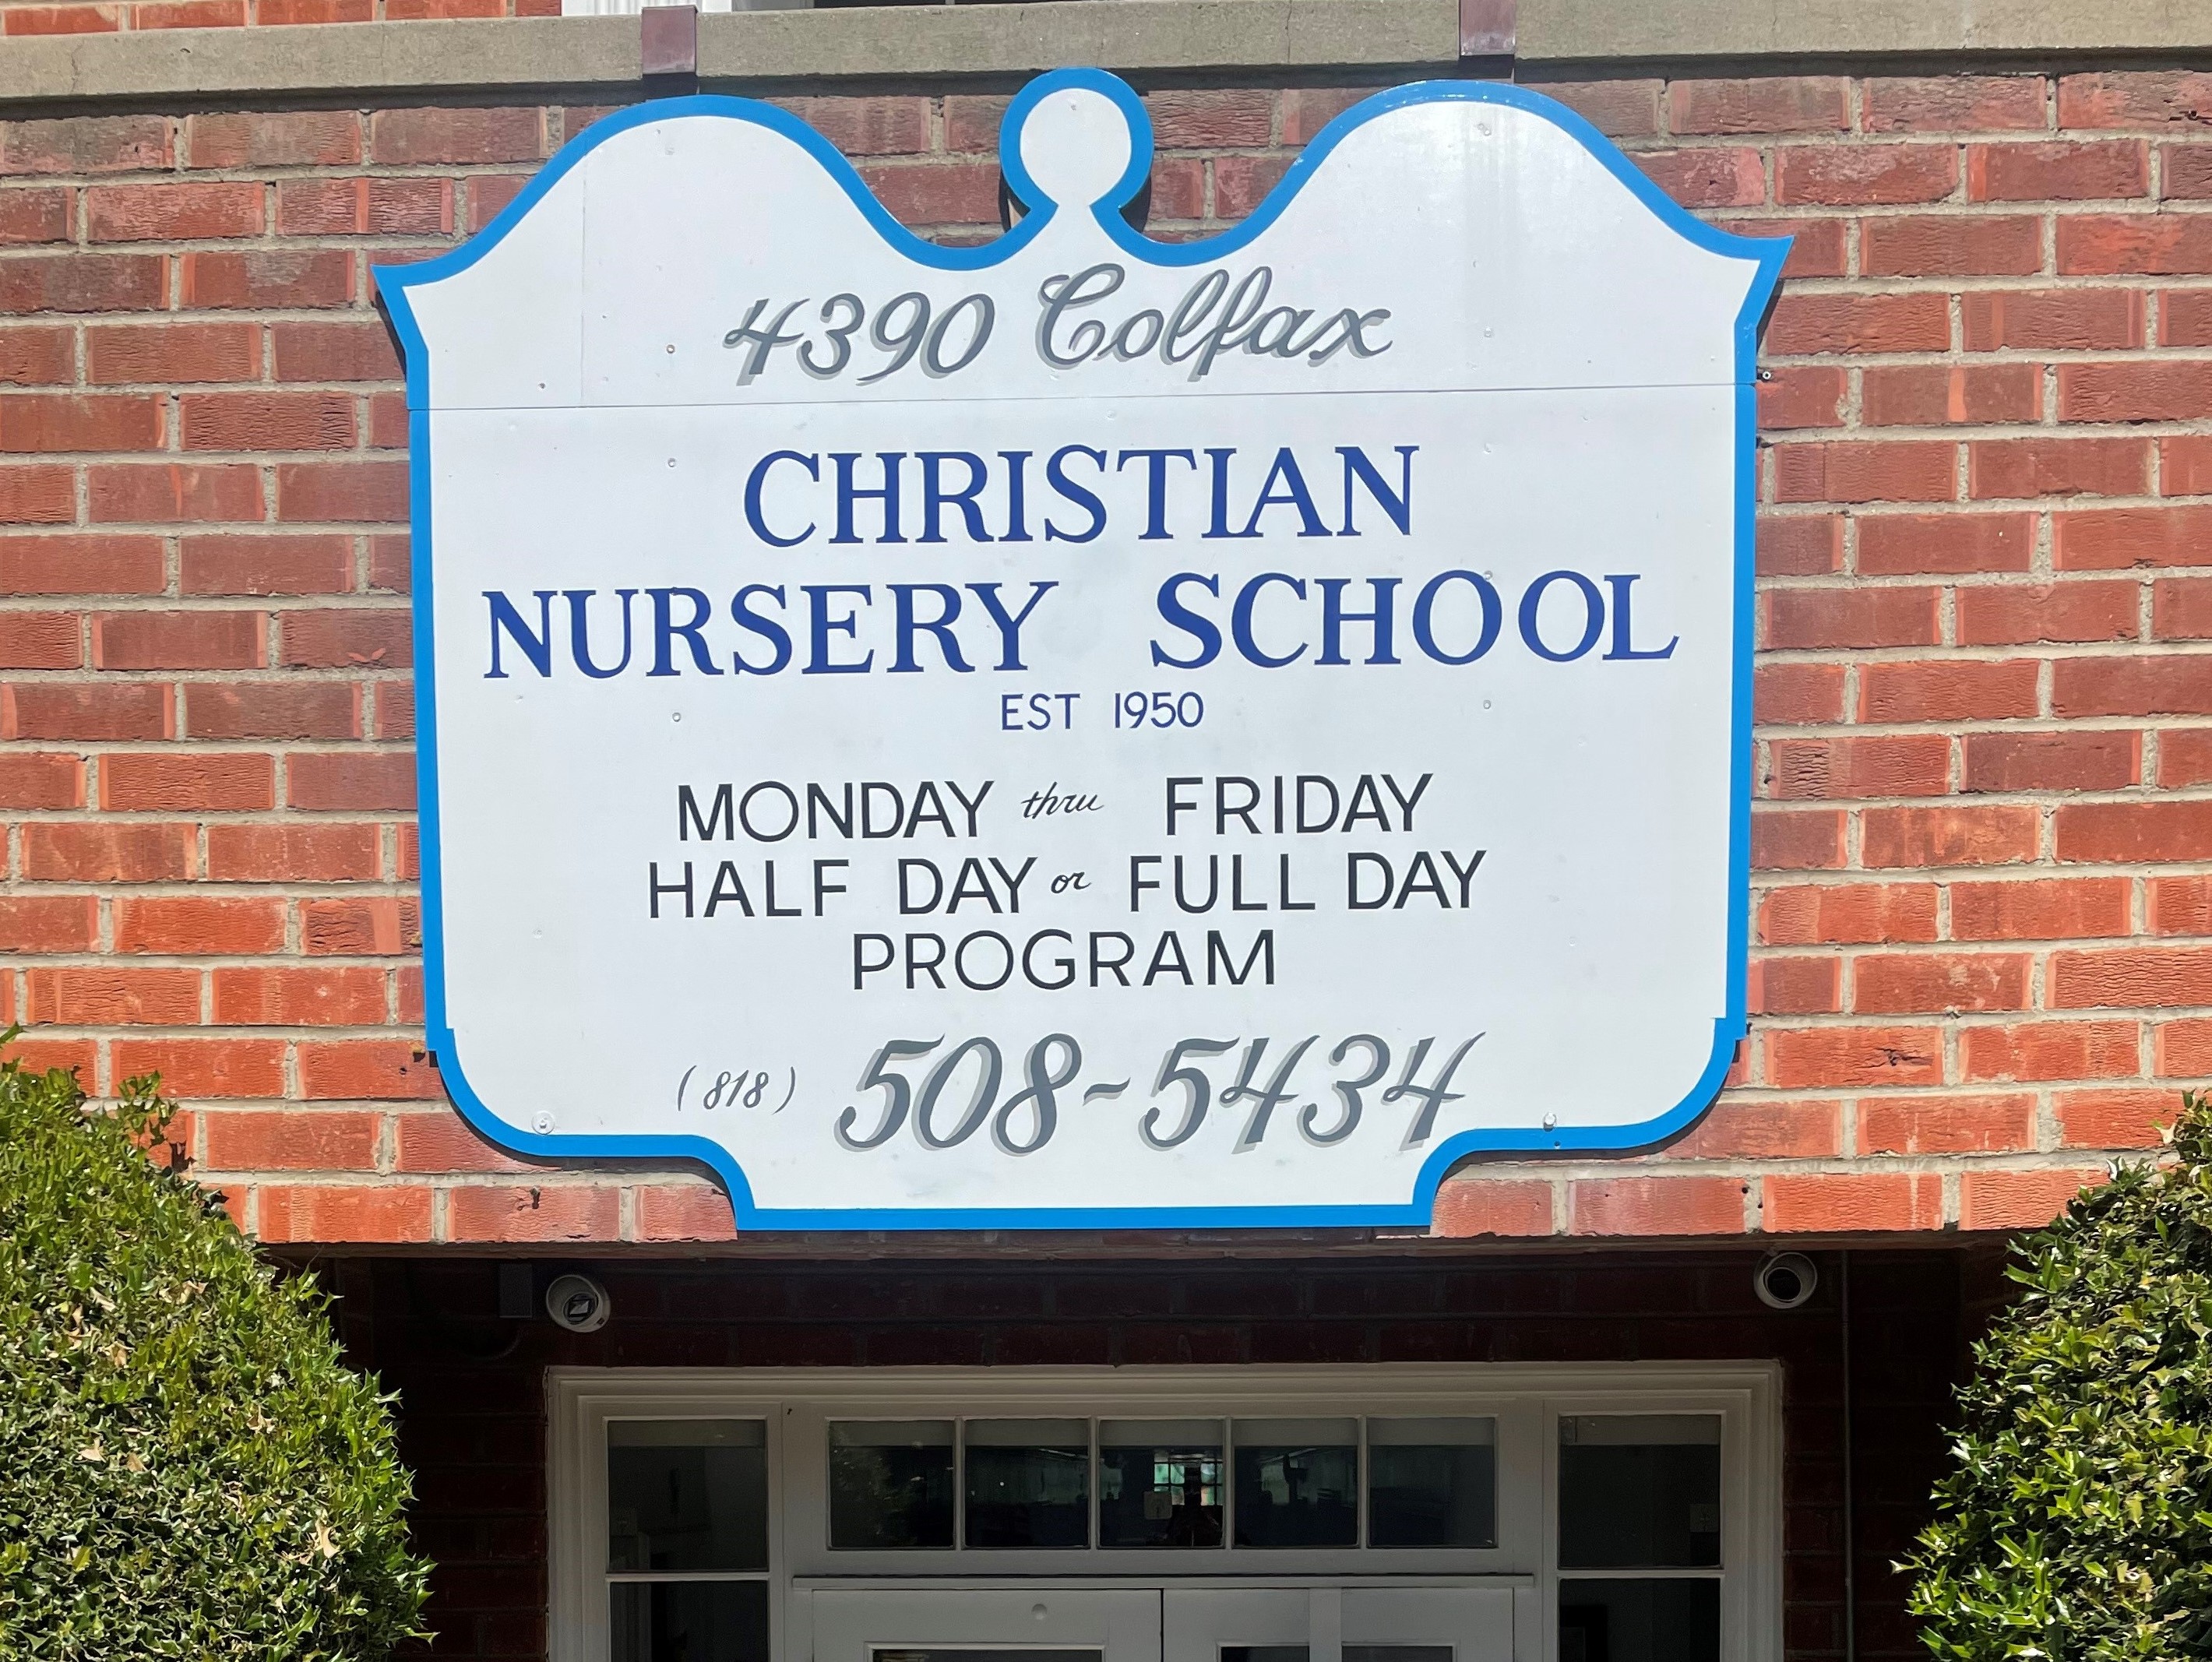 4390 Colfax
CHRISTIAN
NURSERY SCHOOL
EST 1950
MONDAY thru FRIDAY
HALF DAY or FULL DAY
PROGRAM
(818) 508-5434